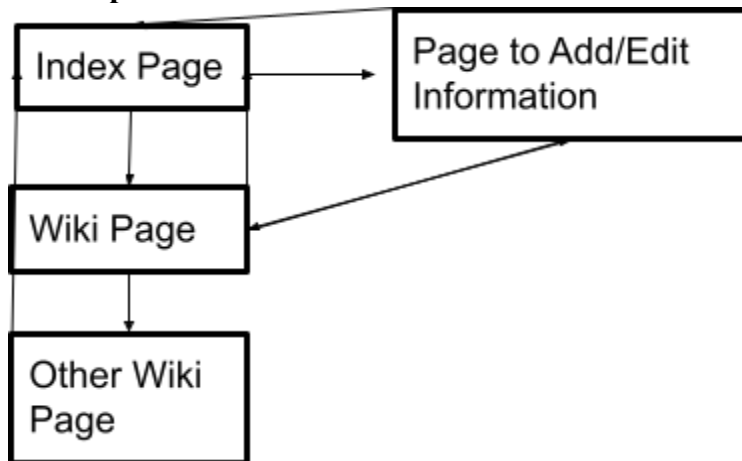 Index Page
Page to Add/Edit
Information
Wiki Page
Other Wiki
Page